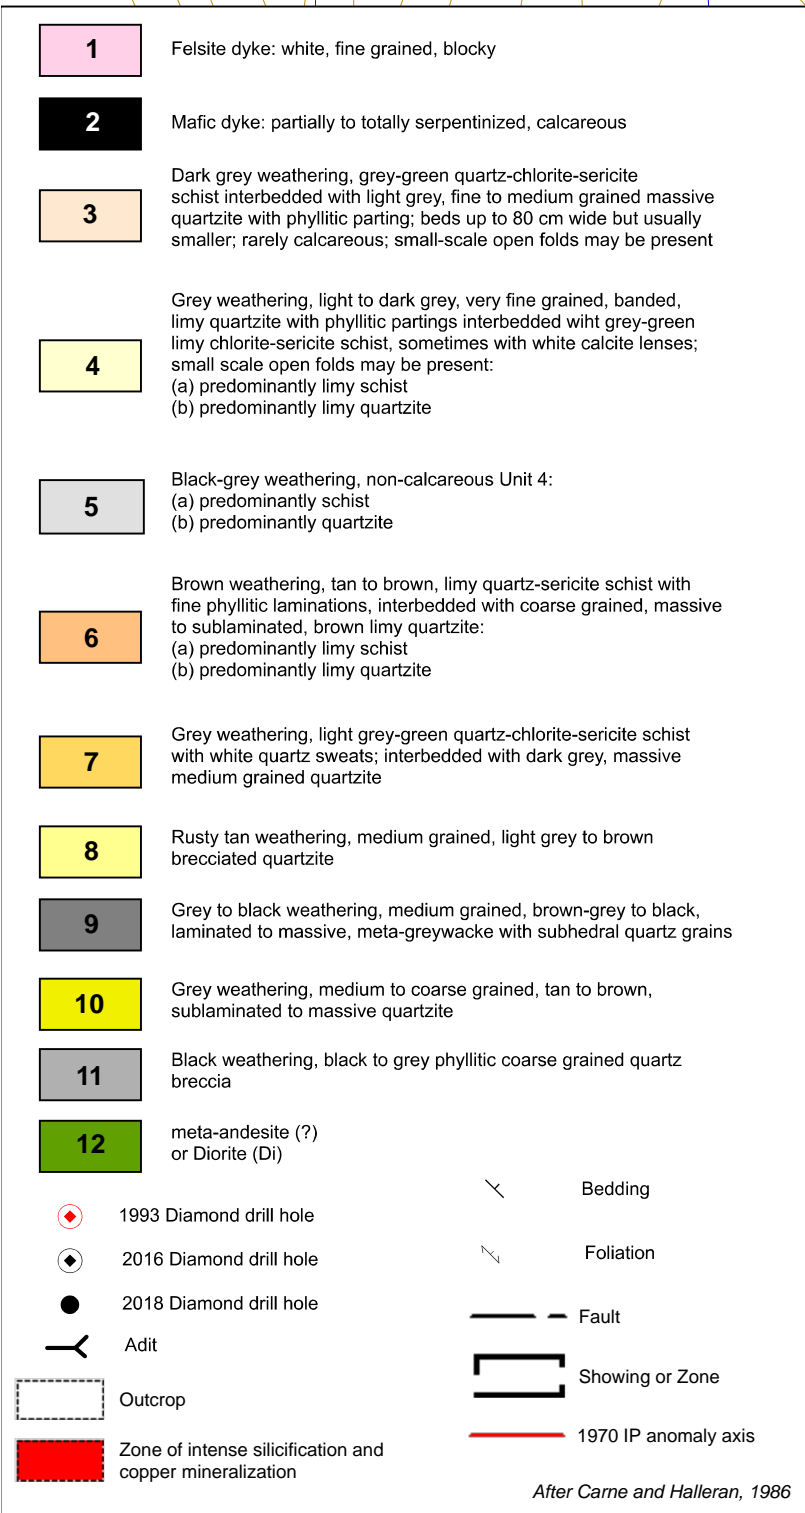 1
Felsite dyke: white, fine grained, blocky
2
Mafic dyke: partially to totally serpentinized, calcareous
3
Dark grey weathering, grey-green quartz-chlorite-sericite
schist interbedded with light grey, fine to medium grained massive
quartzite with phyllitic parting; beds up to 80 cm wide but usually
smaller; rarely calcareous; small-scale open folds may be present
4
Grey weathering, light to dark grey, very fine grained, banded,
limy quartzite with phyllitic partings interbedded wiht grey-green
limy chlorite-sericite schist, sometimes with white calcite lenses;
small scale open folds may be present:
(a) predominantly limy schist
(b) predominantly limy quartzite
5
Black-grey weathering, non-calcareous Unit 4:
(a) predominantly schist
(b) predominantly quartzite
6
Brown weathering, tan to brown, limy quartz-sericite schist with
fine phyllitic laminations, interbedded with coarse grained, massive
to sublaminated, brown limy quartzite:
(a) predominantly limy schist
(b) predominantly limy quartzite
7
Grey weathering, light grey-green quartz-chlorite-sericite schist
with white quartz sweats; interbedded with dark grey, massive
medium grained quartzite
8
Rusty tan weathering, medium grained, light grey to brown
brecciated quartzite
9
Grey to black weathering, medium grained, brown-grey to black,
laminated to massive, meta-greywacke with subhedral quartz grains
10
Grey weathering, medium to coarse grained, tan to brown,
sublaminated to massive quartzite
11
Black weathering, black to grey phyllitic coarse grained quartz
breccia
12
meta-andesite (?)
or Diorite (Di)
1993 Diamond drill hole
2016 Diamond drill hole
2018 Diamond drill hole
Adit
Outcrop
Zone of intense silicification and
copper mineralization
Bedding
Foliation
Fault
Showing or Zone
1970 IP anomaly axis
After Carne and Halleran, 1986